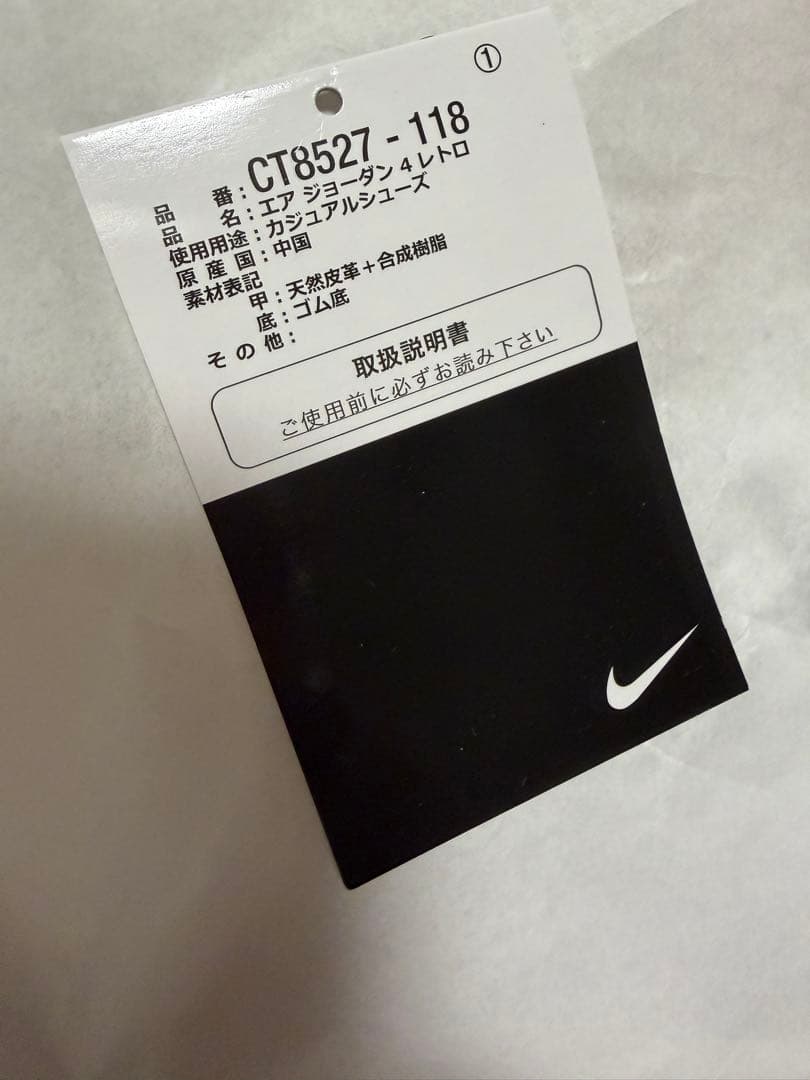 ①
品番：CT8527 - 118
品名：エア ジョーダン 4 レトロ
使用用途：カジュアルシューズ
原産国：中国
素材表記
甲：天然皮革＋合成樹脂
底：ゴム底
その他：
取扱説明書
ご使用前に必ずお読み下さい